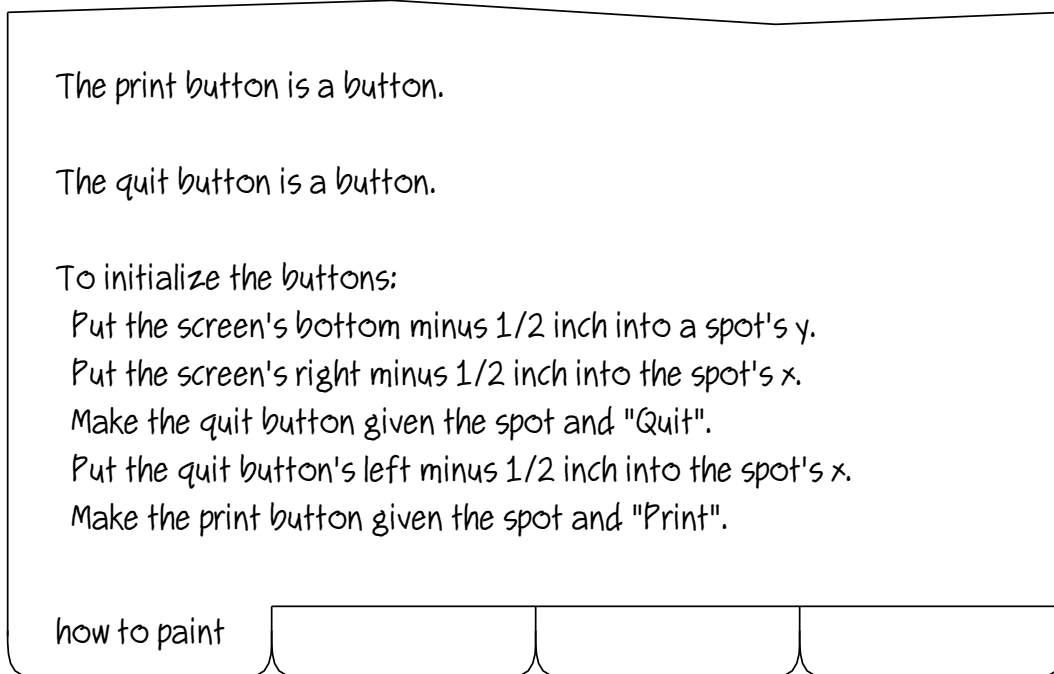 The print button is a button.
The quit button is a button.
To initialize the buttons:
Put the screen's bottom minus 1/2 inch into a spot's y.
Put the screen's right minus 1/2 inch into the spot's x.
Make the quit button given the spot and "Quit".
Put the quit button's left minus 1/2 inch into the spot's x.
Make the print button given the spot and "Print".
how to paint